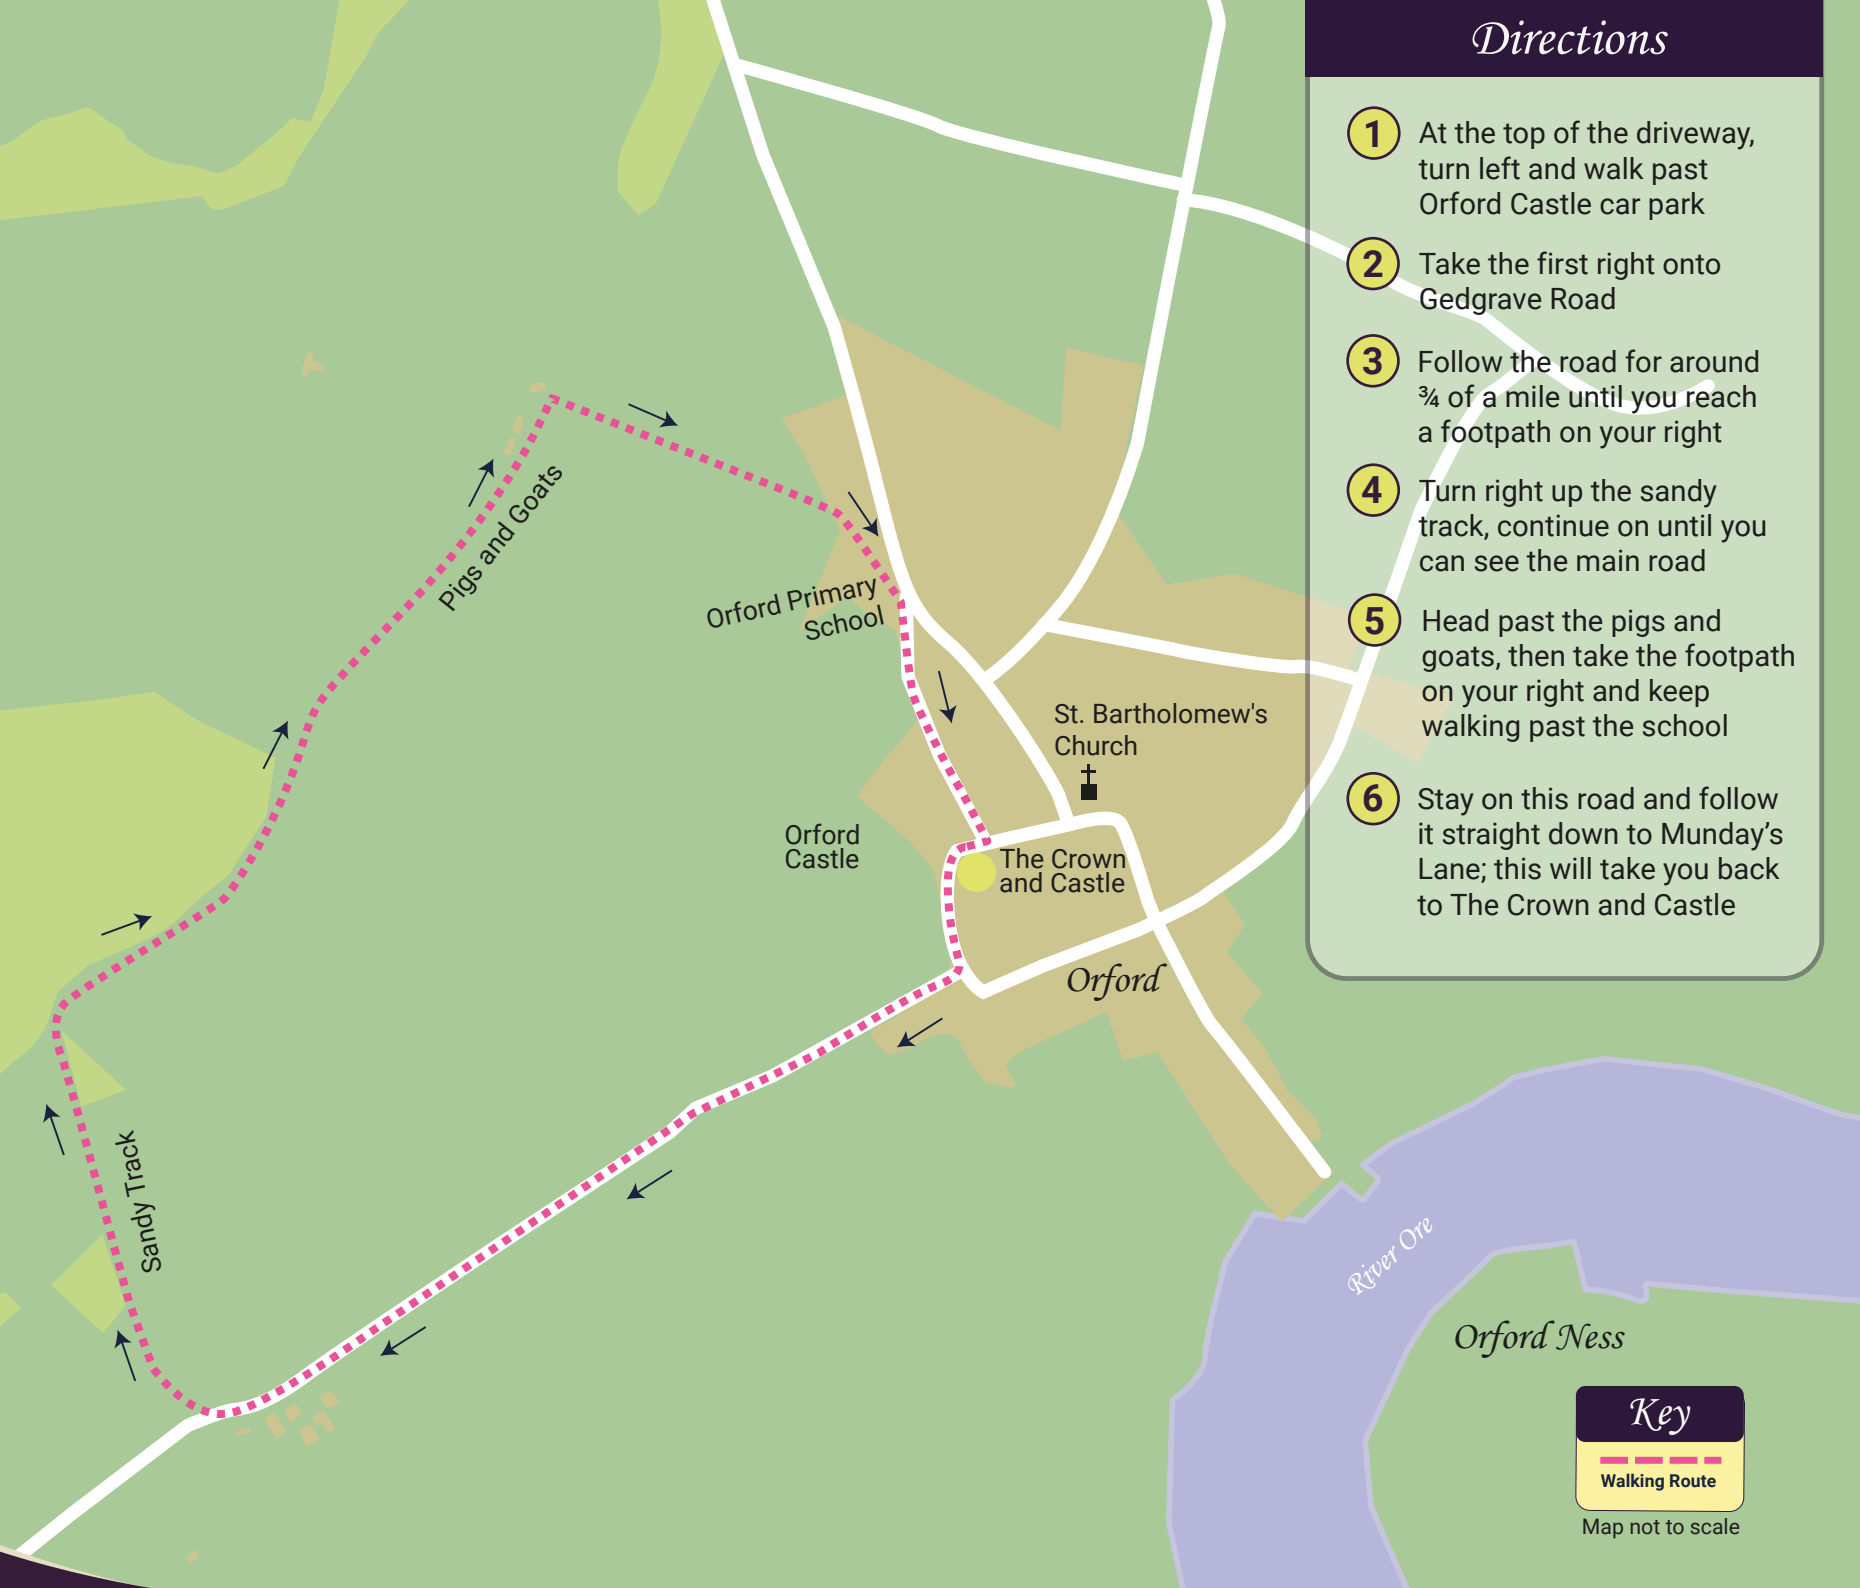 Directions
1 At the top of the driveway,
turn left and walk past
Orford Castle car park
2 Take the first right onto
Gedgrave Road
3 Follow the road for around
¾ of a mile until you reach
a footpath on your right
4 Turn right up the sandy
track, continue on until you
can see the main road
5 Head past the pigs and
goats, then take the footpath
on your right and keep
walking past the school
6 Stay on this road and follow
it straight down to Munday’s
Lane; this will take you back
to The Crown and Castle
Pigs and Goats
Orford Primary
School
St. Bartholomew's
Church
Orford
Castle
The Crown
and Castle
Orford
Sandy Track
River Ore
Orford Ness
Key
Walking Route
Map not to scale